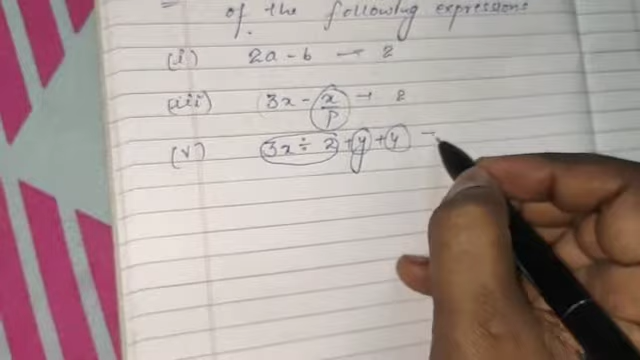 of the following expressions
(i) 2a - b → 2
(iii) 3x - x/p → 2
(v) 3x ÷ 2 + y + 4 -